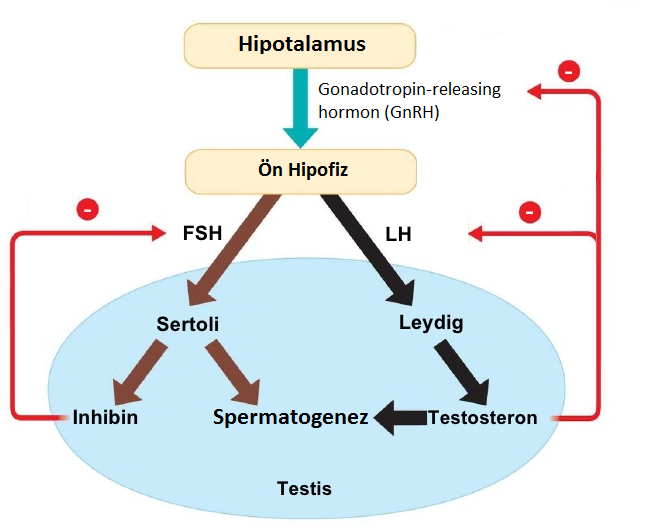 Hipotalamus
-
Gonadotropin-releasing
hormon (GnRH)
Ön Hipofiz
-
-
FSH
LH
Sertoli
Leydig
Inhibin
Spermatogenez
Testosteron
Testis